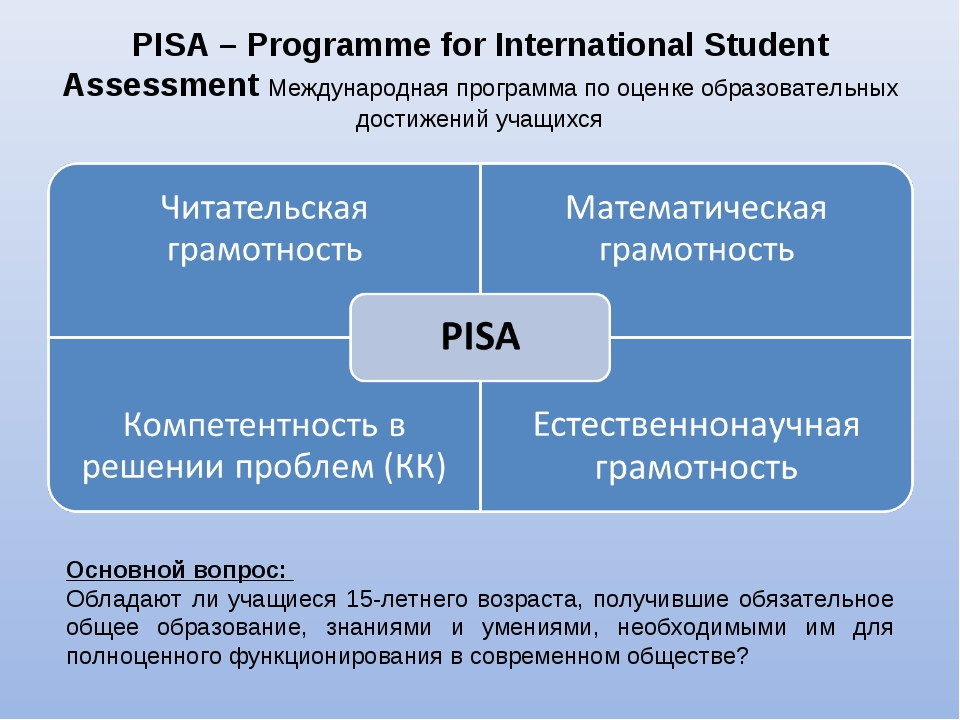 PISA – Programme for International Student
Assessment Международная программа по оценке образовательных
достижений учащихся
Читательская
грамотность
Математическая
грамотность
PISA
Компетентность в
решении проблем (КК)
Естественнонаучная
грамотность
Основной вопрос:
Обладают ли учащиеся 15-летнего возраста, получившие обязательное
общее образование, знаниями и умениями, необходимыми им для
полноценного функционирования в современном обществе?